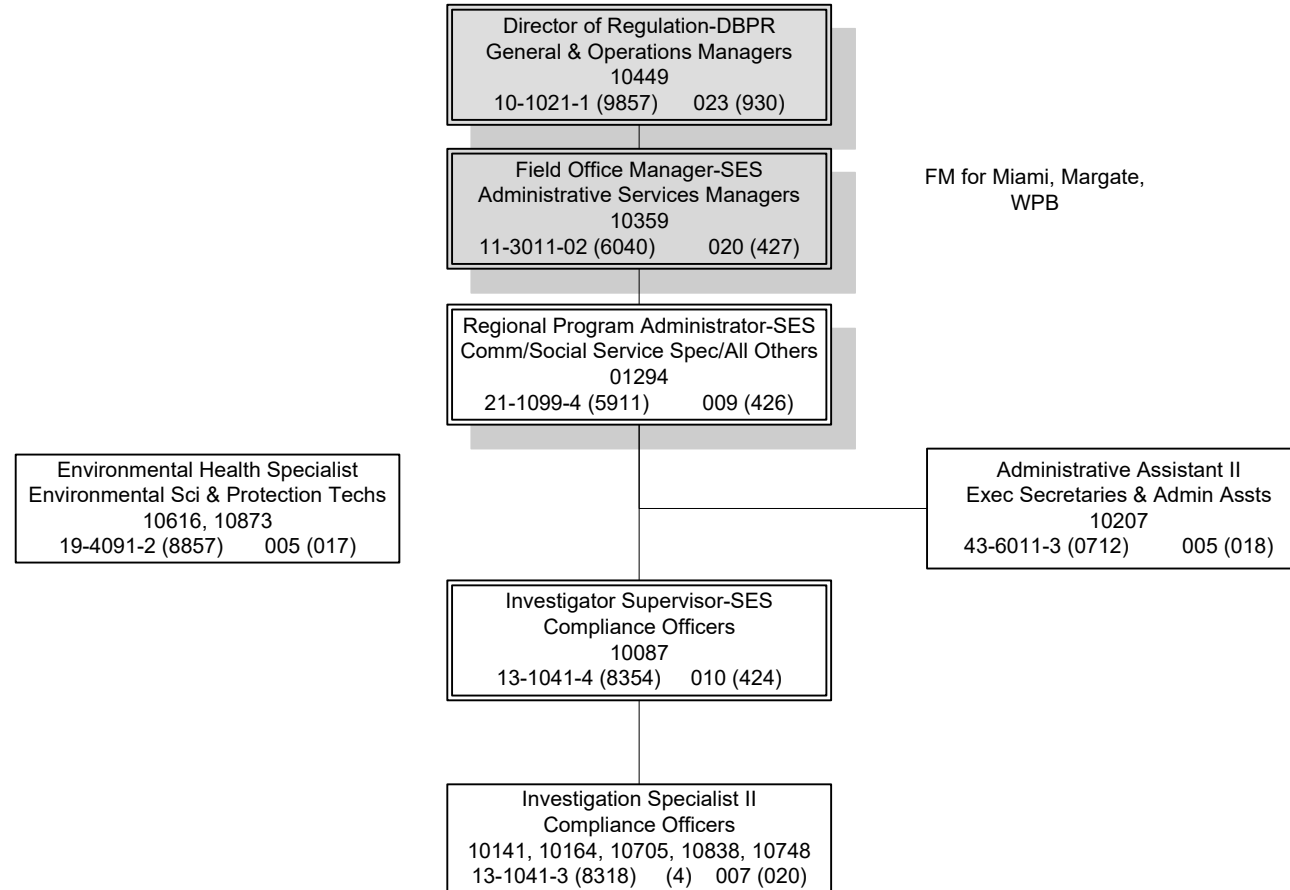 Director of Regulation-DBPR
General & Operations Managers
10449
10-1021-1 (9857) 023 (930)
Field Office Manager-SES
Administrative Services Managers
10359
11-3011-02 (6040) 020 (427)
FM for Miami, Margate,
WPB
Regional Program Administrator-SES
Comm/Social Service Spec/All Others
01294
21-1099-4 (5911) 009 (426)
Environmental Health Specialist
Environmental Sci & Protection Techs
10616, 10873
19-4091-2 (8857) 005 (017)
Administrative Assistant II
Exec Secretaries & Admin Assts
10207
43-6011-3 (0712) 005 (018)
Investigator Supervisor-SES
Compliance Officers
10087
13-1041-4 (8354) 010 (424)
Investigation Specialist II
Compliance Officers
10141, 10164, 10705, 10838, 10748
13-1041-3 (8318) (4) 007 (020)